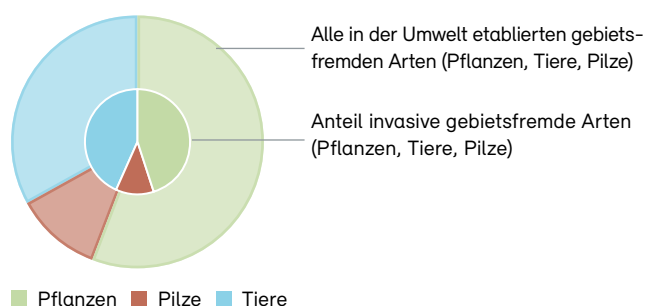 Alle in der Umwelt etablierten gebiets-
fremden Arten (Pflanzen, Tiere, Pilze)
Anteil invasive gebietsfremde Arten
(Pflanzen, Tiere, Pilze)
Pflanzen Pilze Tiere